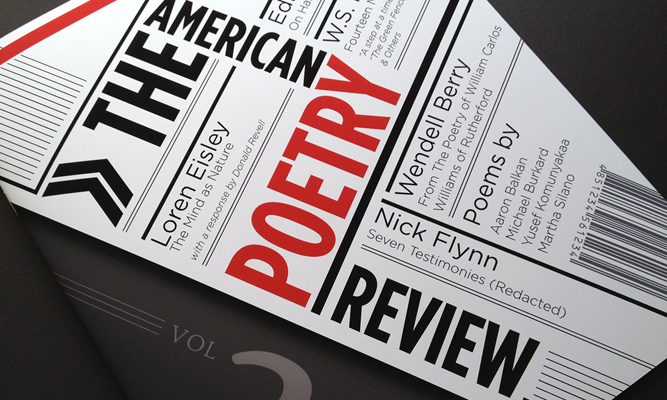 THE
AMERICAN
POETRY
REVIEW
Ed
On Ha
W.S.
Fourteen
"A step at a time
"The Green Fence
& Others
Loren Eisley
The Mind as Nature
with a response by Donald Revell
Wendell Berry
From The Poetry of William Carlos
Williams of Rutherford
Poems by
Aaron Balkan
Michael Burkard
Yusef Komunyakaa
Martha Silano
Nick Flynn
Seven Testimonies (Redacted)
VOL
2